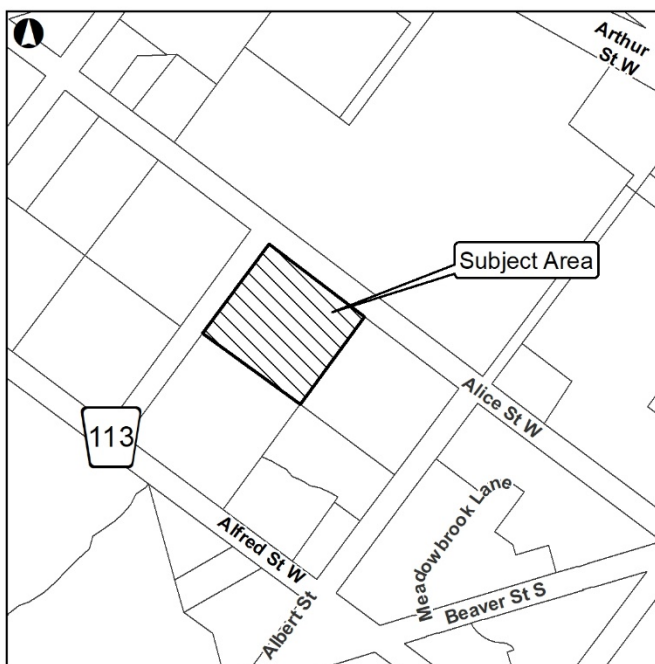 Arthur
St W
Subject Area
Alice St W
113
Meadowbrook Lane
Alfred St W
Beaver St S
Albert St